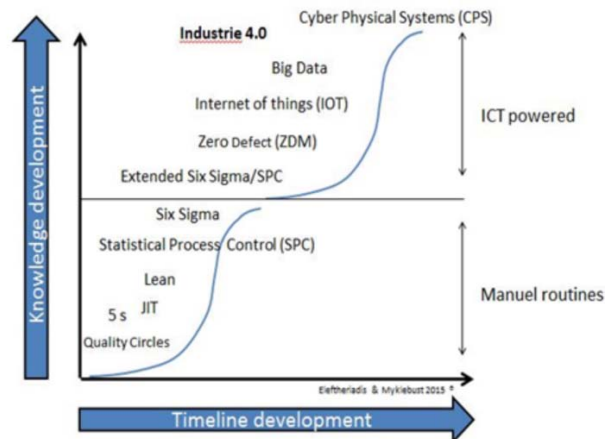 Cyber Physical Systems (CPS)
Industrie 4.0
Big Data
Internet of things (IOT)
ICT powered
Zero Defect (ZDM)
Extended Six Sigma/SPC
Six Sigma
Statistical Process Control (SPC)
Lean
Manuel routines
5 s
JIT
Quality Circles
Eleftheriadis & Myklebust 2015
Knowledge development
Timeline development